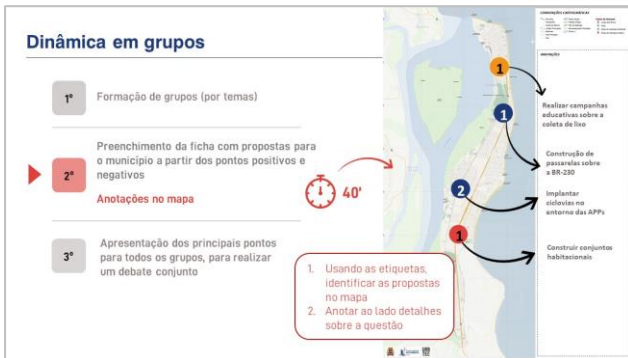 Dinâmica em grupos
1º
Formação de grupos (por temas)
2º
Preenchimento da ficha com propostas para
o município a partir dos pontos positivos e
negativos
Anotações no mapa
40'
3º
Apresentação dos principais pontos
para todos os grupos, para realizar
um debate conjunto
1. Usando as etiquetas,
identificar as propostas
no mapa
2. Anotar ao lado detalhes
sobre a questão
1
1
2
1
Realizar campanhas
educativas sobre a
coleta de lixo
Construção de
passarelas sobre
a BR-230
Implantar
ciclovias no
entorno das APPs
Construir conjuntos
habitacionais